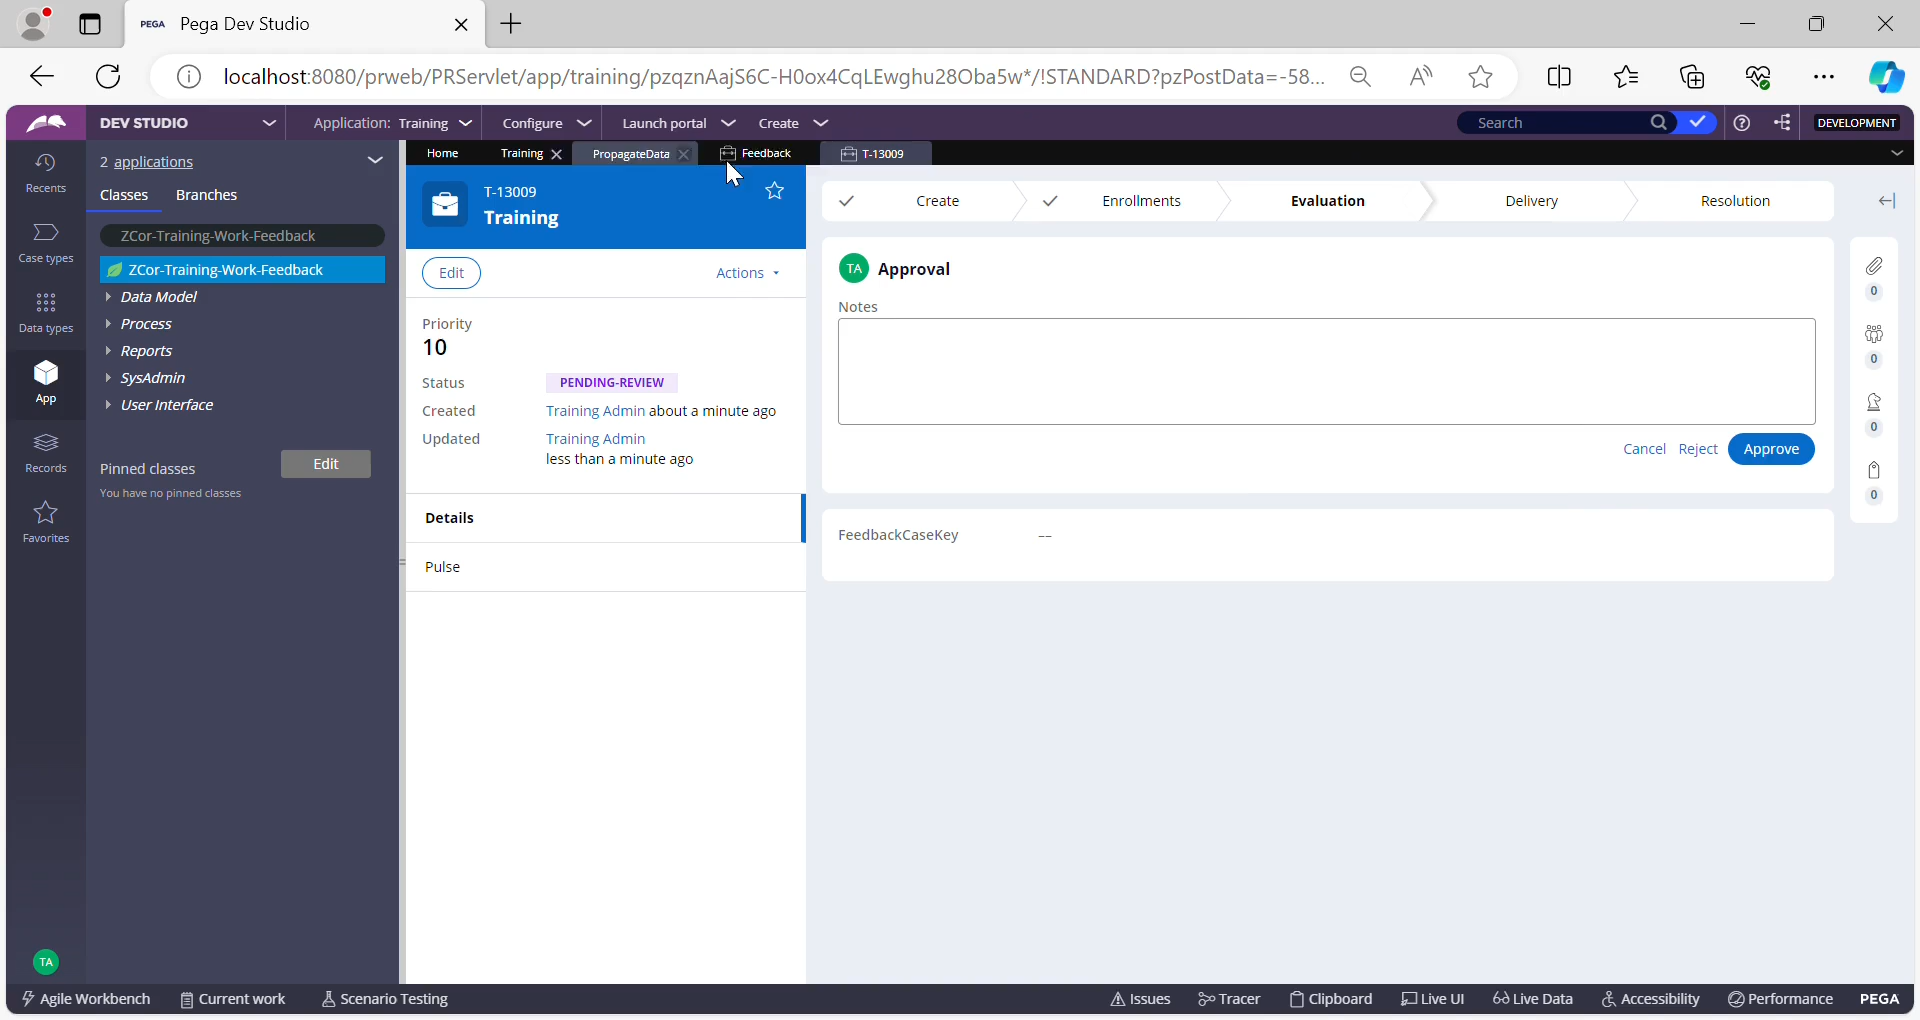 PEGA Pega Dev Studio
localhost:8080/prweb/PRServlet/app/training/pzqznAajS6C-H0ox4CqLEwghu28Oba5w*/!STANDARD?pzPostData=-58...
DEV STUDIO Application: Training Configure Launch portal Create Search DEVELOPMENT
Home Training PropagateData Feedback T-13009
Recents
Case types
Data types
App
Records
Favorites
TA
2 applications
Classes Branches
ZCor-Training-Work-Feedback
ZCor-Training-Work-Feedback
Data Model
Process
Reports
SysAdmin
User Interface
Pinned classes Edit
You have no pinned classes
T-13009
Training
Edit Actions
Priority
10
Status PENDING-REVIEW
Created Training Admin about a minute ago
Updated Training Admin
less than a minute ago
Details
Pulse
Create Enrollments Evaluation Delivery Resolution
TA Approval
Notes
Cancel Reject Approve
FeedbackCaseKey --
0
0
0
0
Agile Workbench Current work Scenario Testing Issues Tracer Clipboard Live UI Live Data Accessibility Performance PEGA